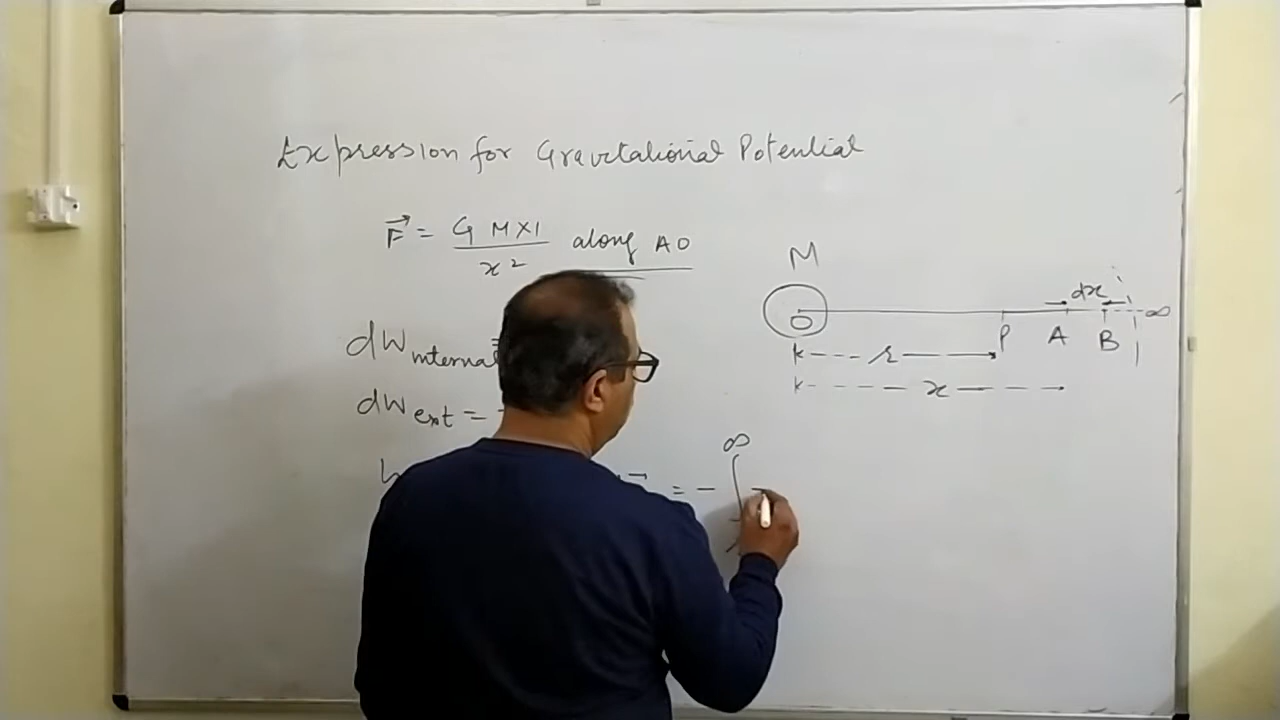 Expression for Gravitational Potential
F = G M X 1 / x² along AO
M
dx
∞
O P A B
r
x
dW internal
dW ext = -
∞
= - ∫